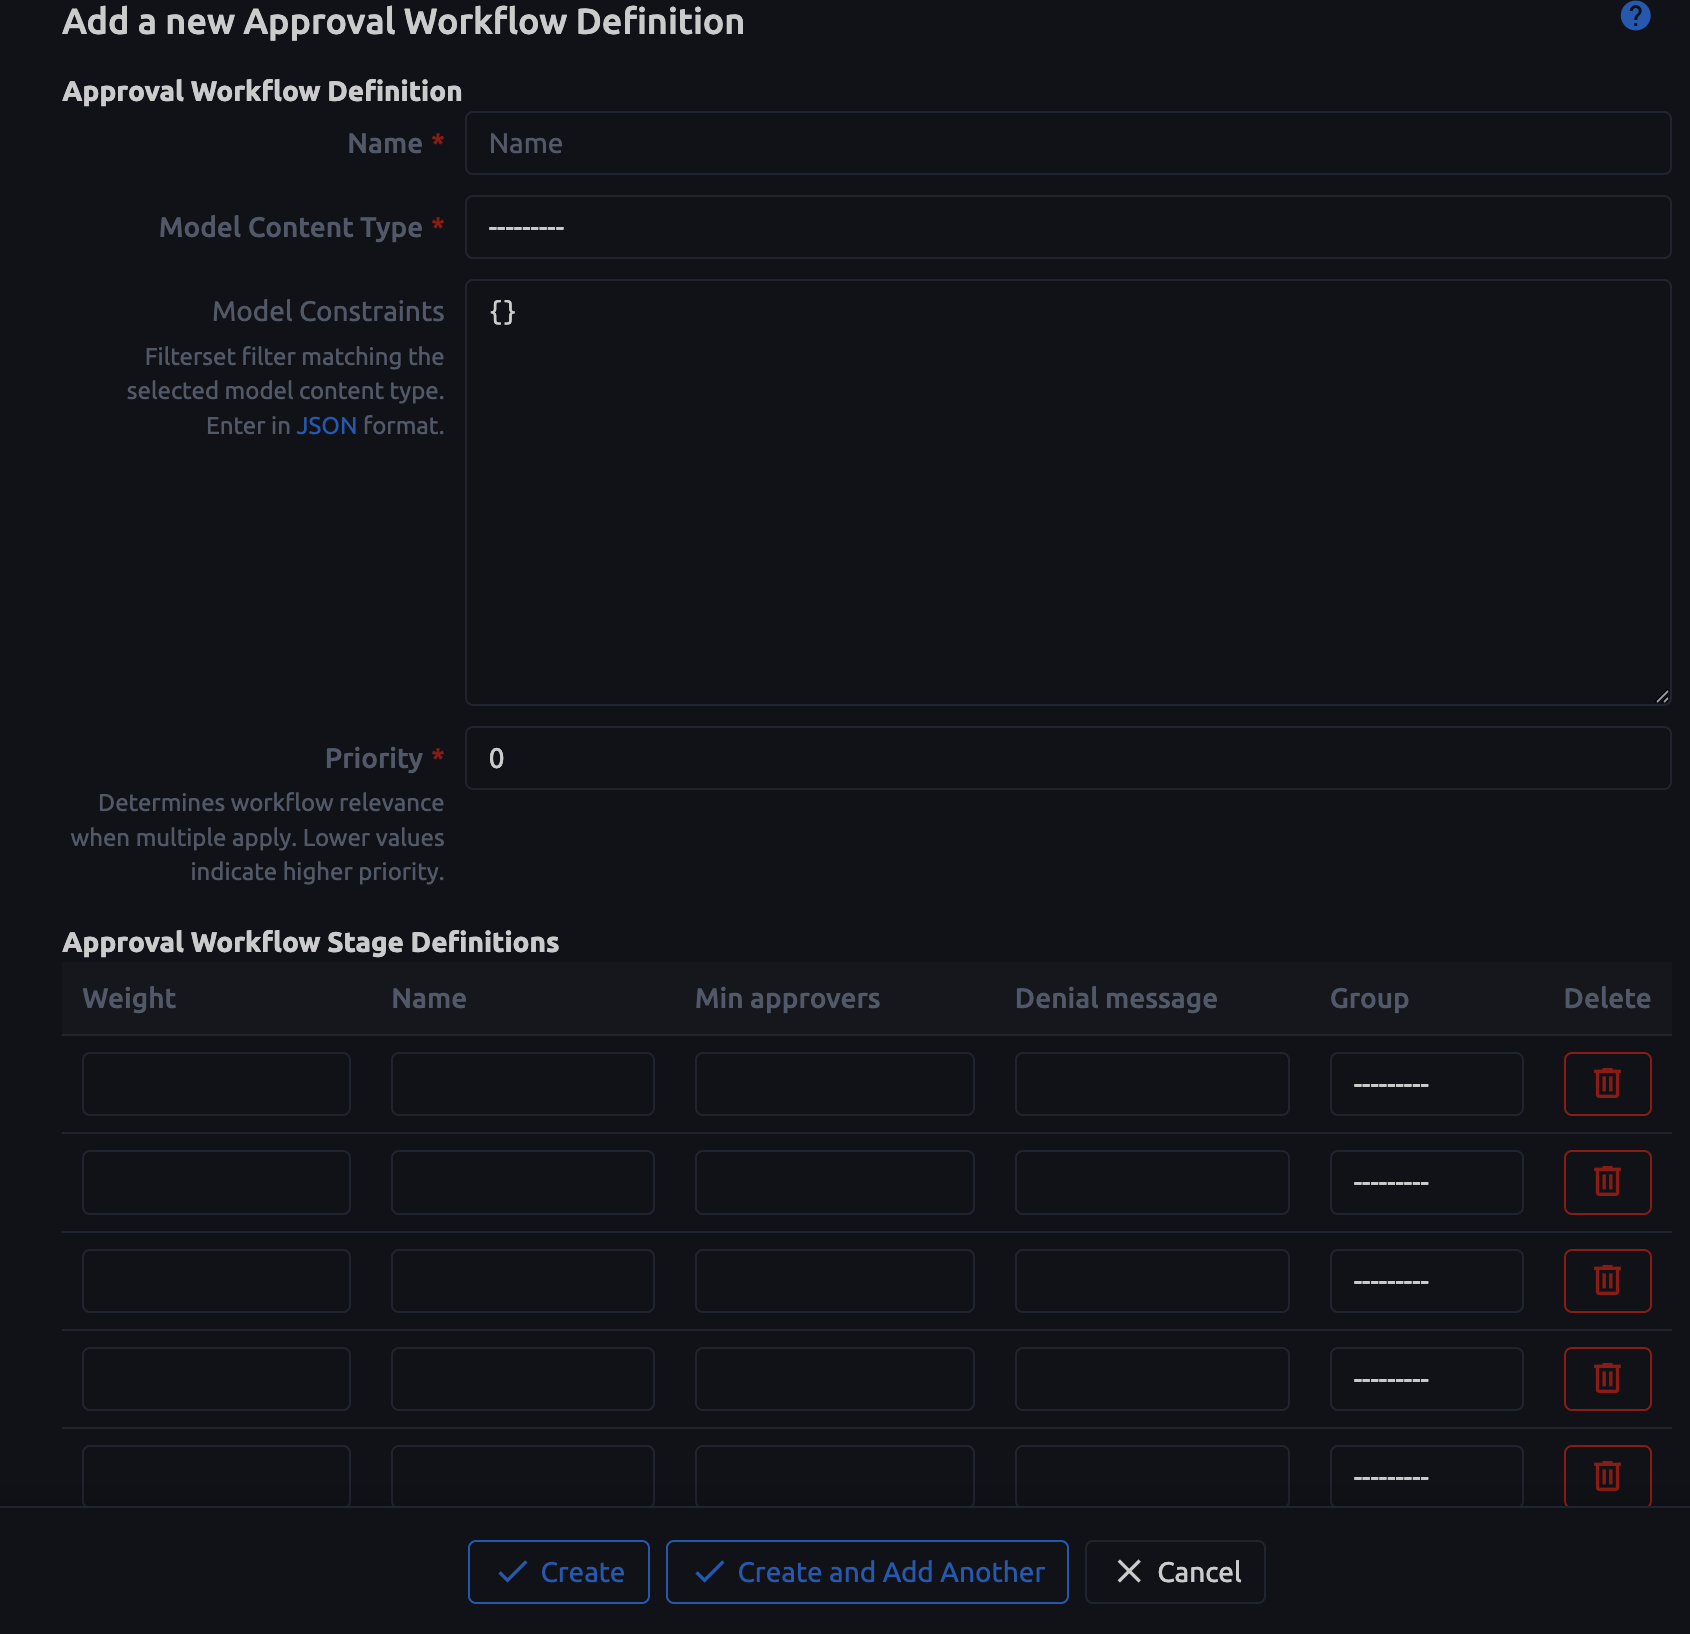 Add a new Approval Workflow Definition
?
Approval Workflow Definition
Name *
Name
Model Content Type *
---------
Model Constraints
{}
Filterset filter matching the
selected model content type.
Enter in JSON format.
Priority *
0
Determines workflow relevance
when multiple apply. Lower values
indicate higher priority.
Approval Workflow Stage Definitions
Weight Name Min approvers Denial message Group Delete
---------
---------
---------
---------
---------
Create Create and Add Another Cancel